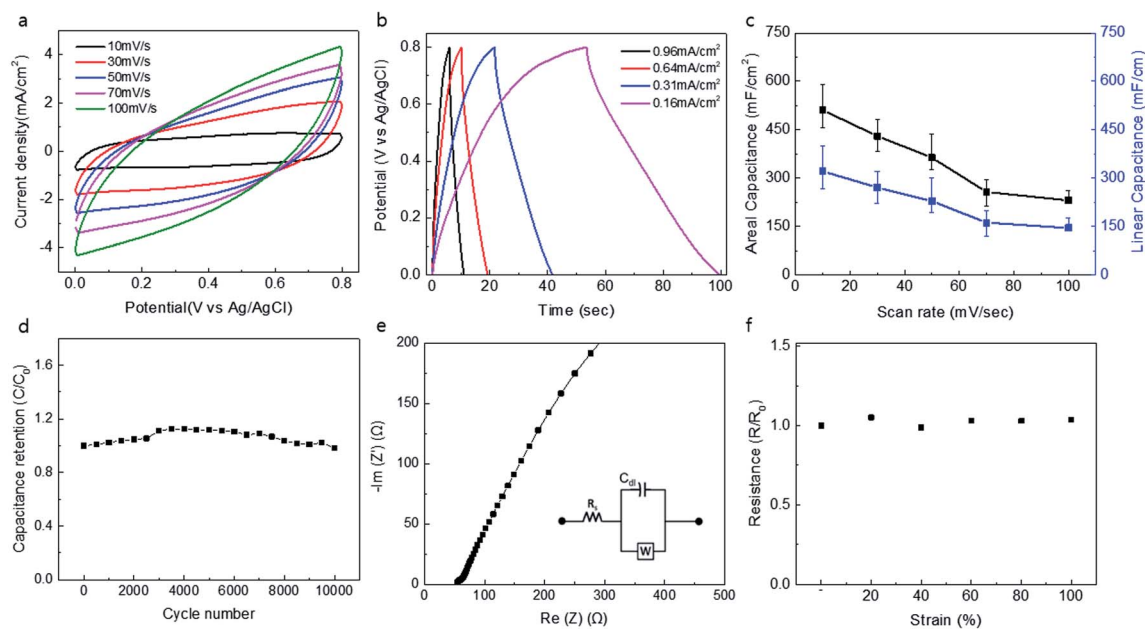 a
10mV/s
30mV/s
50mV/s
70mV/s
100mV/s
Current density(mA/cm²)
4
2
0
-2
-4
0.0 0.2 0.4 0.6 0.8
Potential(V vs Ag/AgCl)
b
0.96mA/cm²
0.64mA/cm²
0.31mA/cm²
0.16mA/cm²
Potential (V vs Ag/AgCl)
0.8
0.6
0.4
0.2
0.0
0 20 40 60 80 100
Time (sec)
c
Areal Capacitance (mF/cm²)
750
600
450
300
150
0
0 20 40 60 80 100
Scan rate (mV/sec)
Linear Capacitance (mF/cm)
750
600
450
300
150
0
d
Capacitance retention (C/C₀)
1.6
1.2
0.8
0.4
0.0
0 2000 4000 6000 8000 10000
Cycle number
e
-Im (Z') (Ω)
200
150
100
50
0
0 100 200 300 400 500
Re (Z) (Ω)
Rs
Cdl
W
f
Resistance (R/R₀)
1.5
1.0
0.5
0.0
- 20 40 60 80 100
Strain (%)